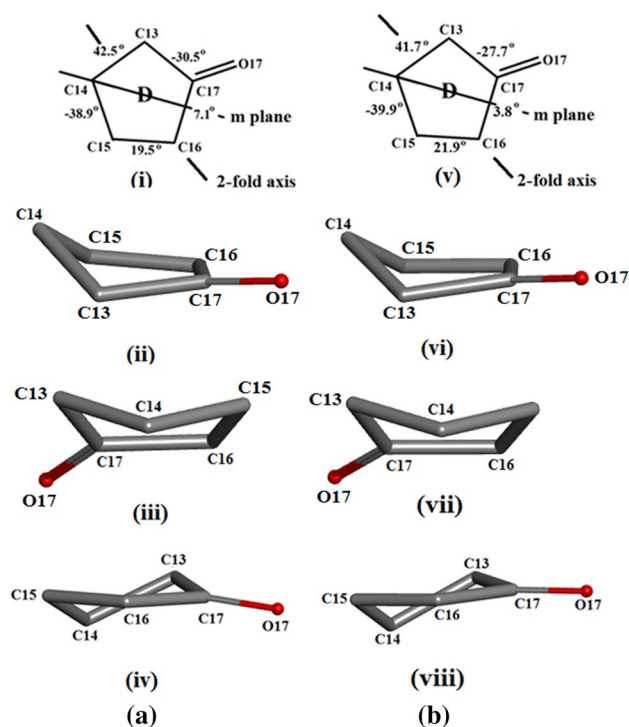 C13
42.5°
-30.5°
O17
C14
D
C17
7.1°
m plane
-38.9°
C15
19.5°
C16
2-fold axis
(i)
C13
41.7°
-27.7°
O17
C14
D
C17
3.8°
m plane
-39.9°
C15
21.9°
C16
2-fold axis
(v)
C14
C15
C16
C17
O17
C13
(ii)
C14
C15
C16
C17
O17
C13
(vi)
C13
C15
C14
C17
C16
O17
(iii)
C13
C14
C17
C16
O17
(vii)
C13
C15
C14
C16
C17
O17
(iv)
C13
C15
C16
C17
O17
C14
(viii)
(a)
(b)